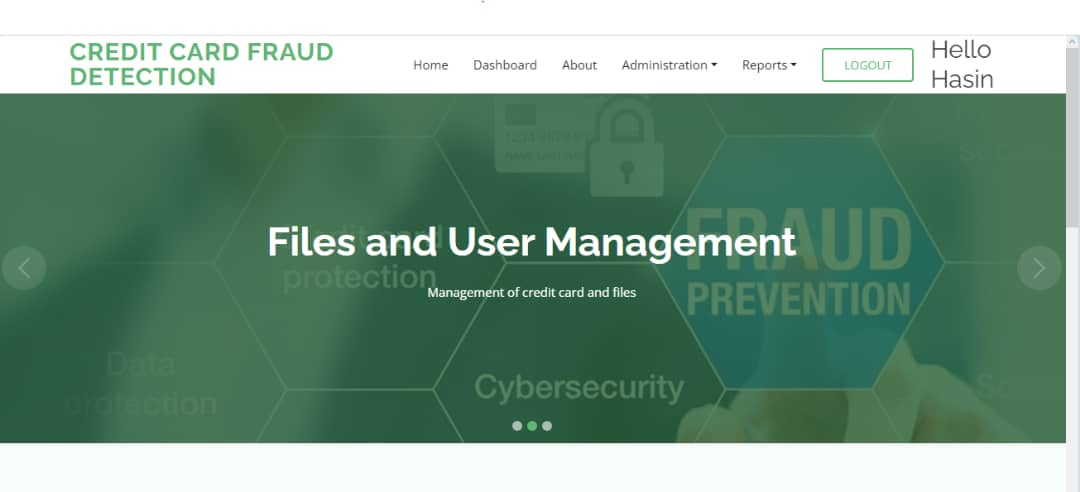 CREDIT CARD FRAUD
DETECTION
Home Dashboard About Administration Reports LOGOUT
Hello
Hasin
Files and User Management
Management of credit card and files
protection
FRAUD
PREVENTION
Data
protection
Cybersecurity